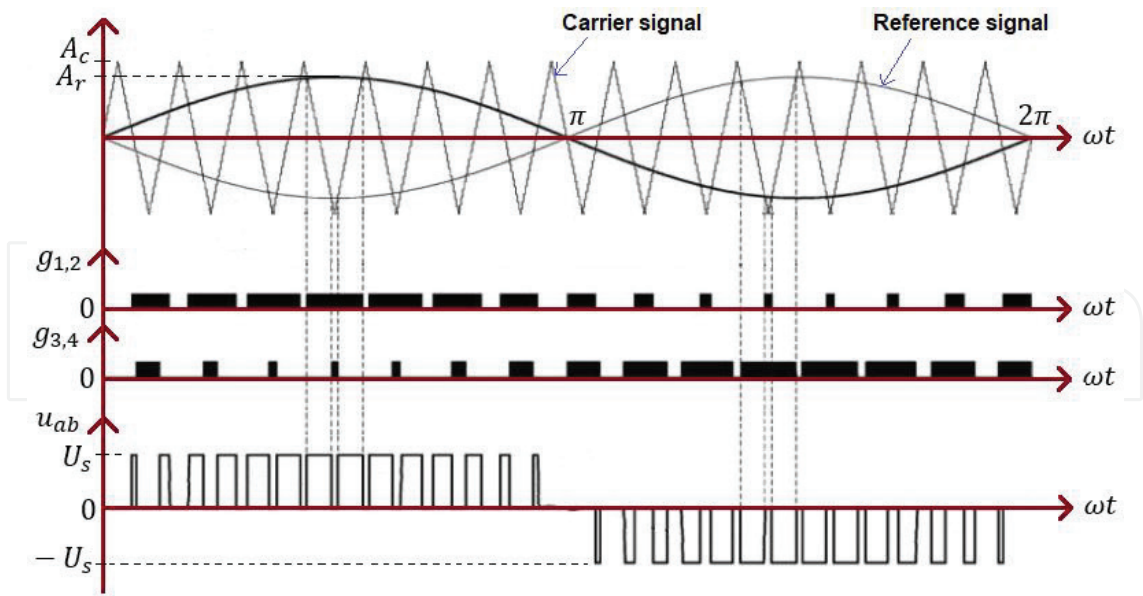 Carrier signal
Reference signal
A_c
A_r
π
2π
ωt
g_{1,2}
0
ωt
g_{3,4}
0
ωt
u_{ab}
U_s
0
ωt
− U_s